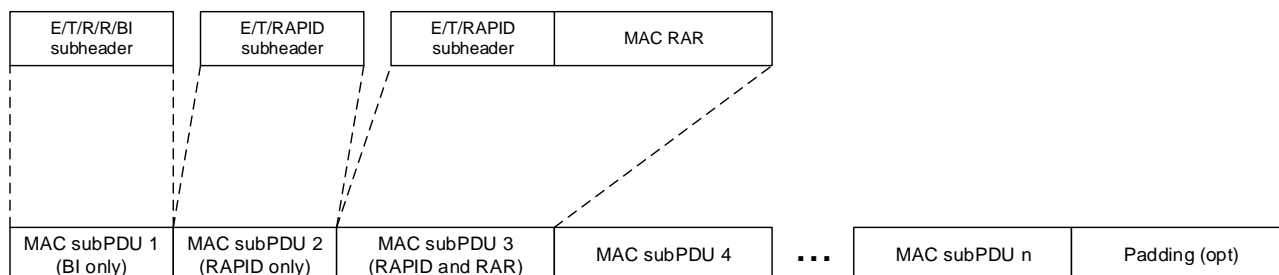 E/T/R/R/BI
subheader
E/T/RAPID
subheader
E/T/RAPID
subheader
MAC RAR
MAC subPDU 1
(BI only)
MAC subPDU 2
(RAPID only)
MAC subPDU 3
(RAPID and RAR)
MAC subPDU 4
...
MAC subPDU n
Padding (opt)